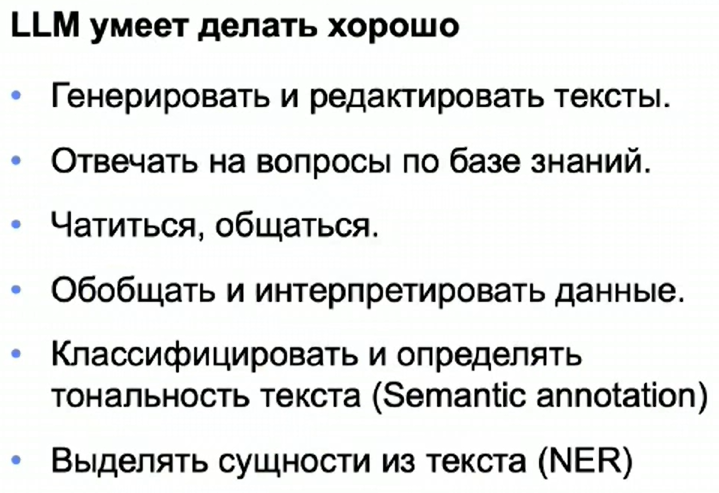 LLM умеет делать хорошо
• Генерировать и редактировать тексты.
• Отвечать на вопросы по базе знаний.
• Чатиться, общаться.
• Обобщать и интерпретировать данные.
• Классифицировать и определять
тональность текста (Semantic annotation)
• Выделять сущности из текста (NER)